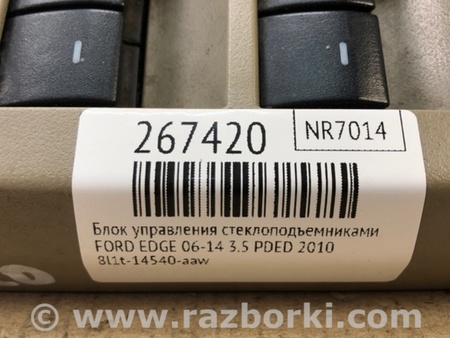 267420
NR7014
Блок управления стеклоподъемниками
FORD EDGE 06-14 3.5 PDED 2010
8l1t-14540-aaw
© www.razborki.com